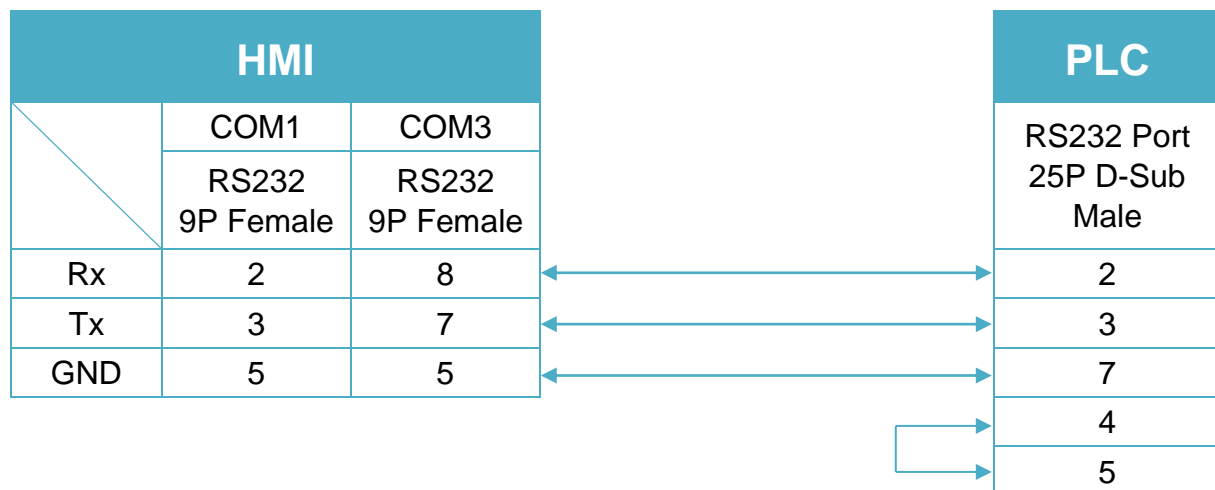 HMI
PLC
COM1 COM3
RS232 Port
25P D-Sub
Male
RS232 RS232
9P Female 9P Female
Rx 2 8 2
Tx 3 7 3
GND 5 5 7
4
5